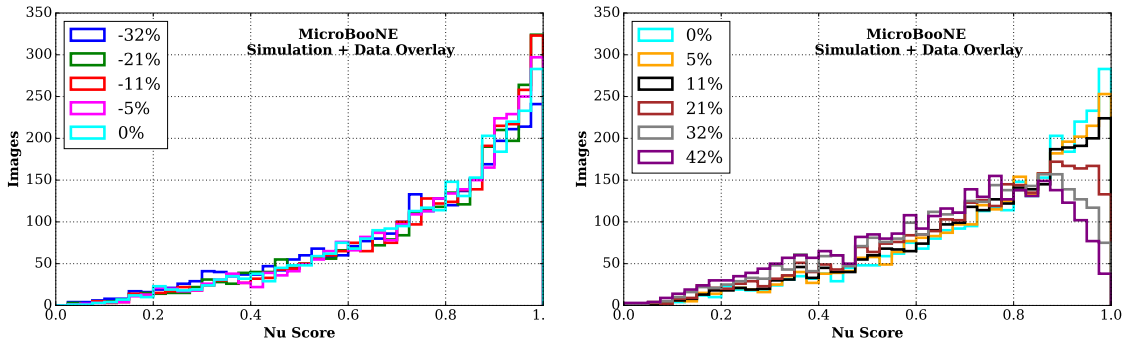 350
300
250
200
150
100
50
0
Images
-32%
-21%
-11%
-5%
0%
MicroBooNE
Simulation + Data Overlay
0.0 0.2 0.4 0.6 0.8 1.
Nu Score
350
300
250
200
150
100
50
0
Images
0%
5%
11%
21%
32%
42%
MicroBooNE
Simulation + Data Overlay
0.0 0.2 0.4 0.6 0.8 1.0
Nu Score